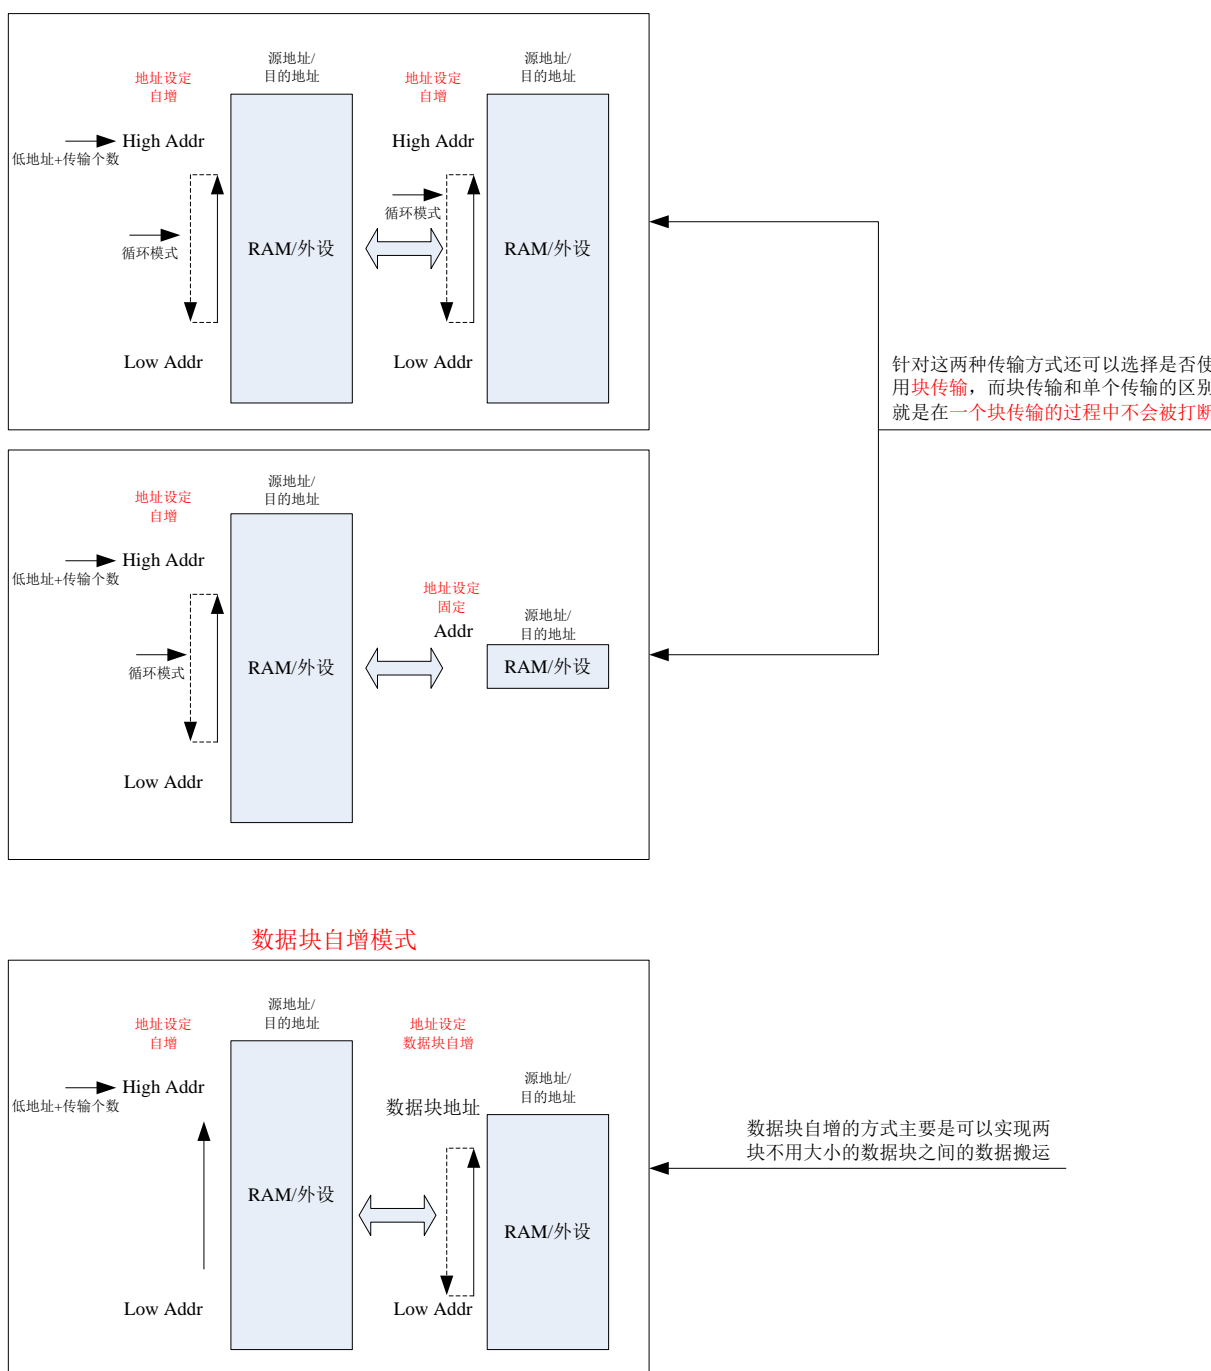 源地址/
目的地址
源地址/
目的地址
地址设定
自增
地址设定
自增
High Addr
High Addr
低地址+传输个数
循环模式
循环模式
RAM/外设
RAM/外设
Low Addr
Low Addr
针对这两种传输方式还可以选择是否使
用块传输，而块传输和单个传输的区别
就是在一个块传输的过程中不会被打断
源地址/
目的地址
地址设定
自增
High Addr
低地址+传输个数
地址设定
固定
Addr
源地址/
目的地址
循环模式
RAM/外设
RAM/外设
Low Addr
数据块自增模式
源地址/
目的地址
地址设定
自增
地址设定
数据块自增
High Addr
低地址+传输个数
数据块地址
源地址/
目的地址
数据块自增的方式主要是可以实现两
块不用大小的数据块之间的数据搬运
RAM/外设
RAM/外设
Low Addr
Low Addr